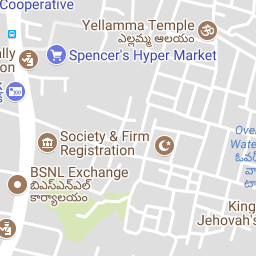 Cooperative
Yellamma Temple
ఎల్లమ్మ ఆలయం
Spencer's Hyper Market
Society & Firm
Registration
BSNL Exchange
బిఎస్ఎన్ఎల్
కార్యాలయం
King
Jehovah's